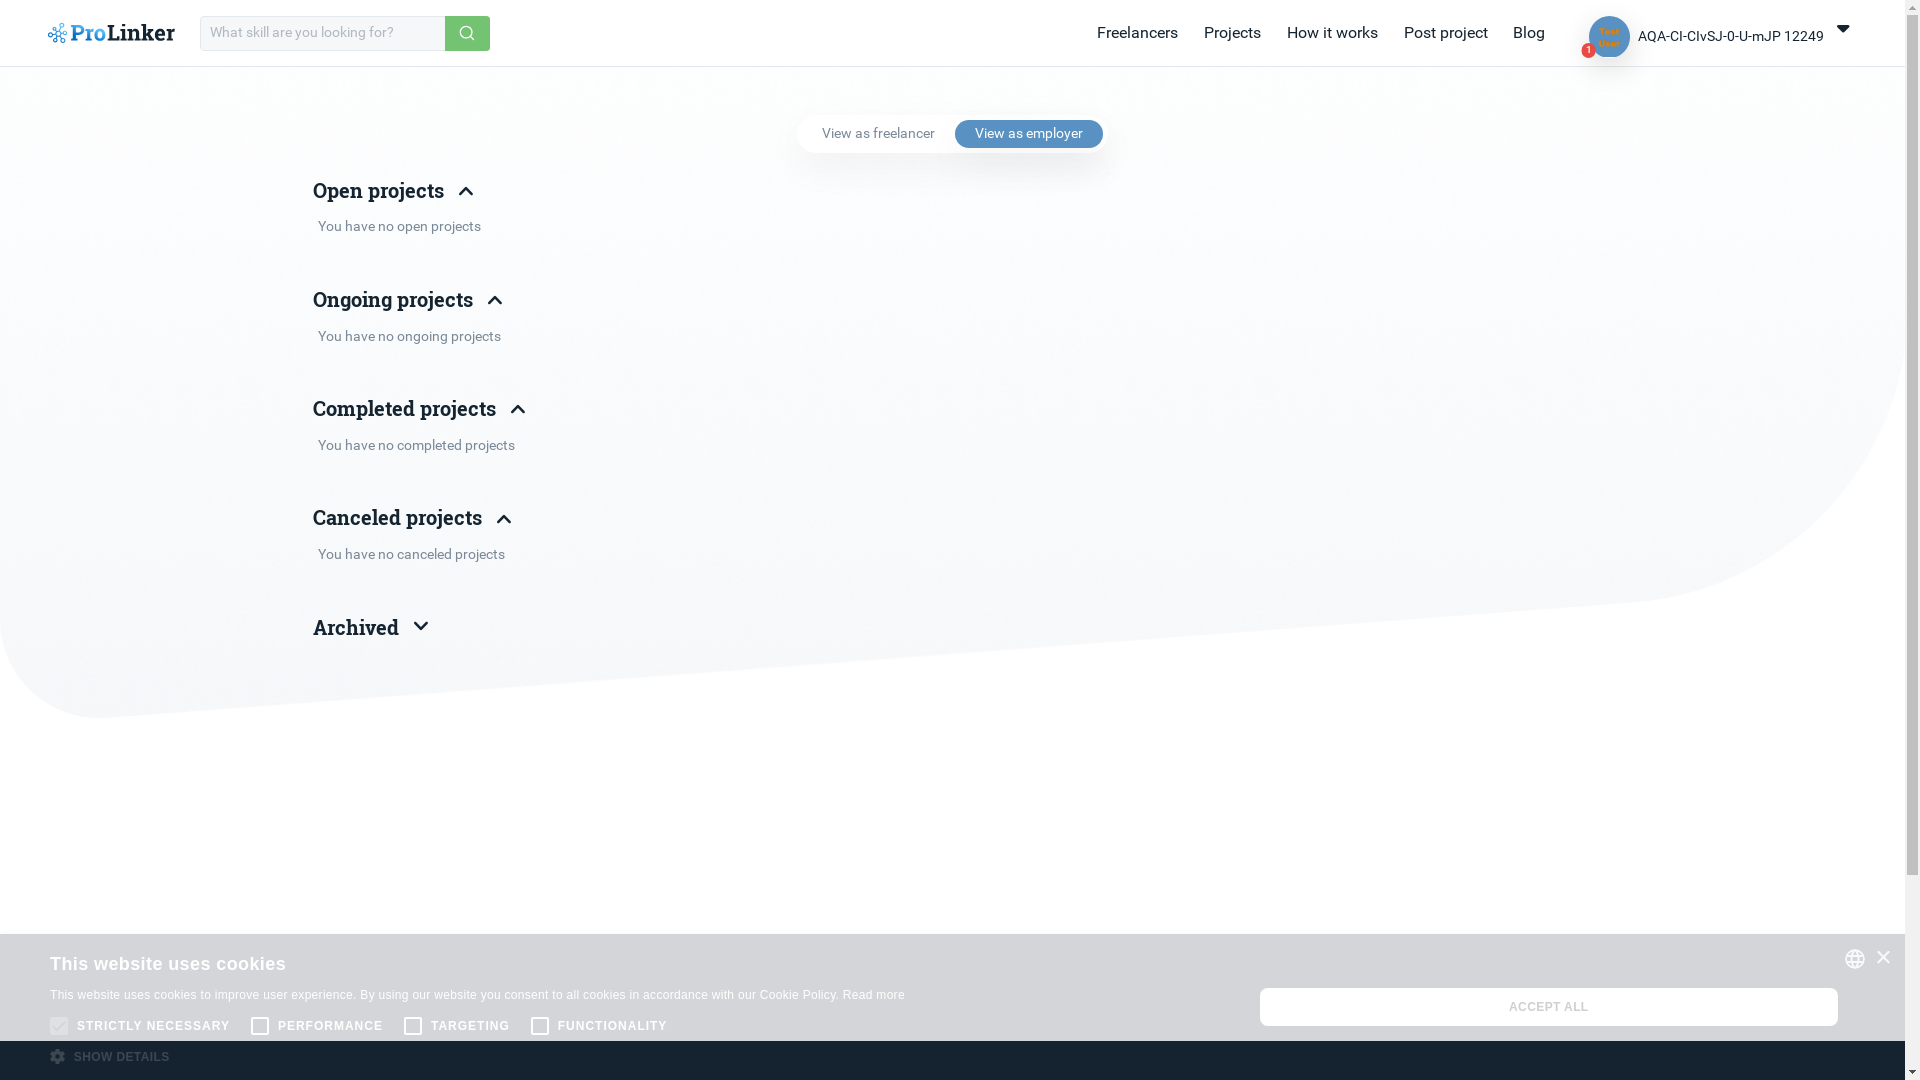 ProLinker
What skill are you looking for?
Freelancers
Projects
How it works
Post project
Blog
Test
User
1
AQA-CI-CIvSJ-0-U-mJP 12249
View as freelancer
View as employer
Open projects
You have no open projects
Ongoing projects
You have no ongoing projects
Completed projects
You have no completed projects
Canceled projects
You have no canceled projects
Archived
This website uses cookies
This website uses cookies to improve user experience. By using our website you consent to all cookies in accordance with our Cookie Policy. Read more
STRICTLY NECESSARY
PERFORMANCE
TARGETING
FUNCTIONALITY
SHOW DETAILS
ACCEPT ALL